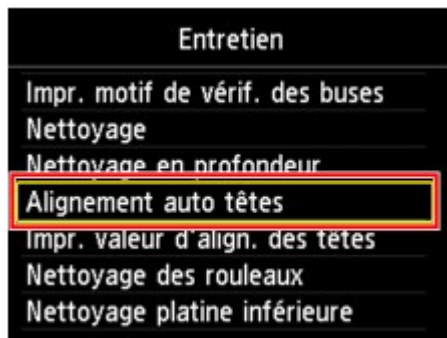 Entretien
Impr. motif de vérif. des buses
Nettoyage
Nettoyage en profondeur
Alignement auto têtes
Impr. valeur d'align. des têtes
Nettoyage des rouleaux
Nettoyage platine inférieure